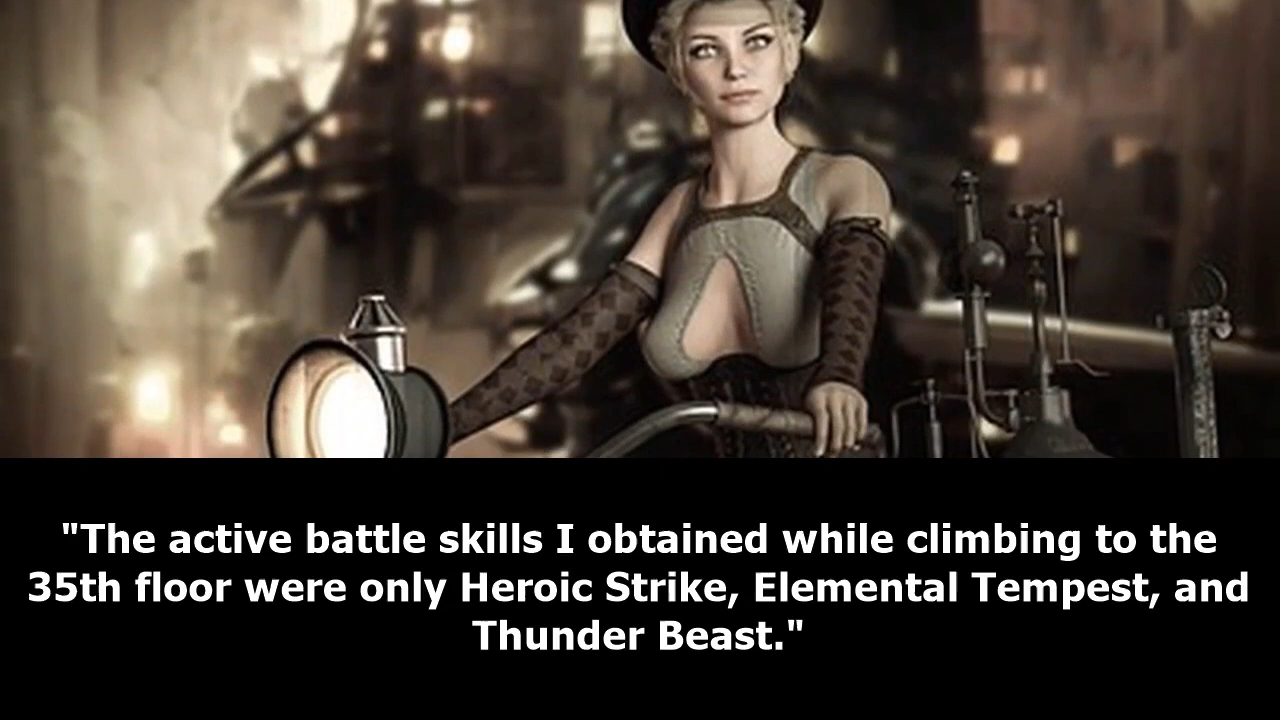 "The active battle skills I obtained while climbing to the
35th floor were only Heroic Strike, Elemental Tempest, and
Thunder Beast."